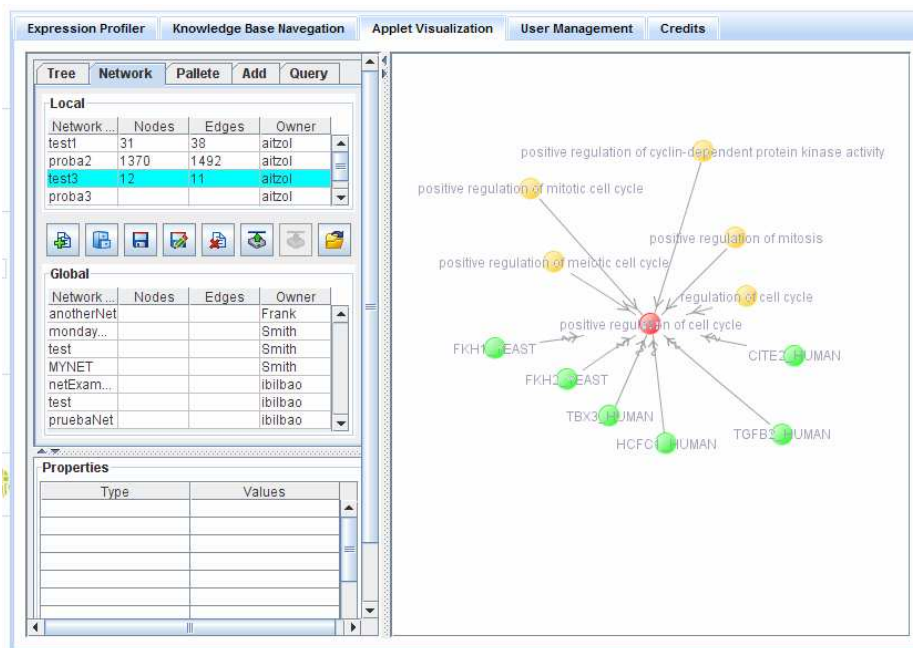 Expression Profiler Knowledge Base Navegation Applet Visualization User Management Credits
Tree Network Pallete Add Query
Local
Network ... Nodes Edges Owner
test1 31 38 aitzol
proba2 1370 1492 aitzol
test3 12 11 aitzol
proba3 aitzol
Global
Network ... Nodes Edges Owner
anotherNet Frank
monday... Smith
test Smith
MYNET Smith
netExam... ibilbao
test ibilbao
pruebaNet ibilbao
Properties
Type Values
positive regulation of cyclin-dependent protein kinase activity
positive regulation of mitotic cell cycle
positive regulation of mitosis
positive regulation of meiotic cell cycle
regulation of cell cycle
positive regulation of cell cycle
FKH1_YEAST
CITE2_HUMAN
FKH2_YEAST
TBX3_HUMAN
HCFC1_HUMAN
TGFB2_HUMAN